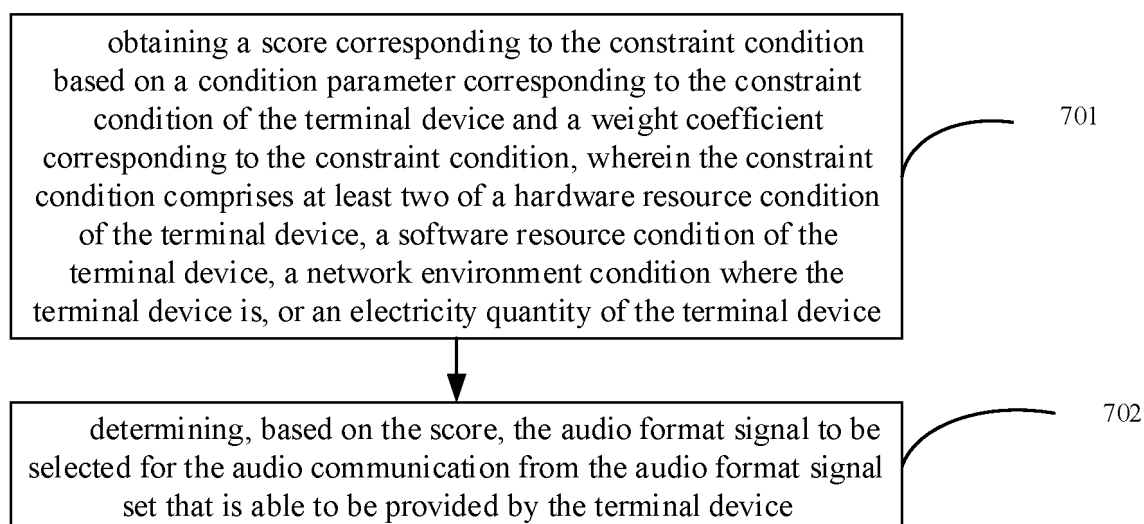 obtaining a score corresponding to the constraint condition
based on a condition parameter corresponding to the constraint
condition of the terminal device and a weight coefficient
corresponding to the constraint condition, wherein the constraint
condition comprises at least two of a hardware resource condition
of the terminal device, a software resource condition of the
terminal device, a network environment condition where the
terminal device is, or an electricity quantity of the terminal device
701
determining, based on the score, the audio format signal to be
selected for the audio communication from the audio format signal
set that is able to be provided by the terminal device
702